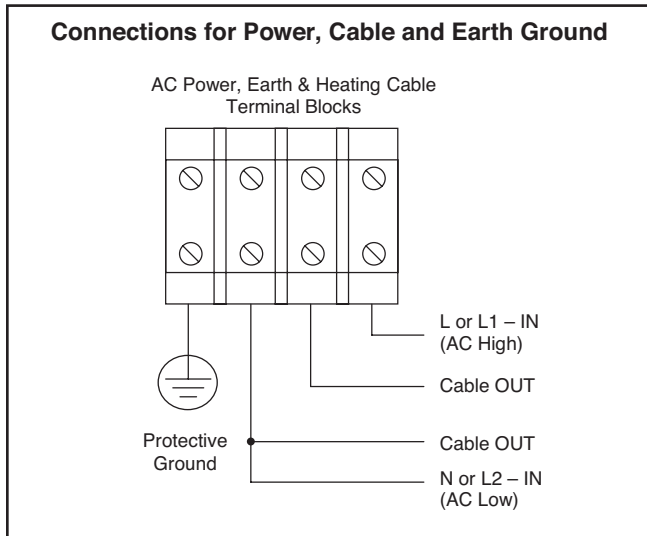 Connections for Power, Cable and Earth Ground
AC Power, Earth & Heating Cable
Terminal Blocks
L or L1 – IN
(AC High)
Cable OUT
Protective
Ground
Cable OUT
N or L2 – IN
(AC Low)